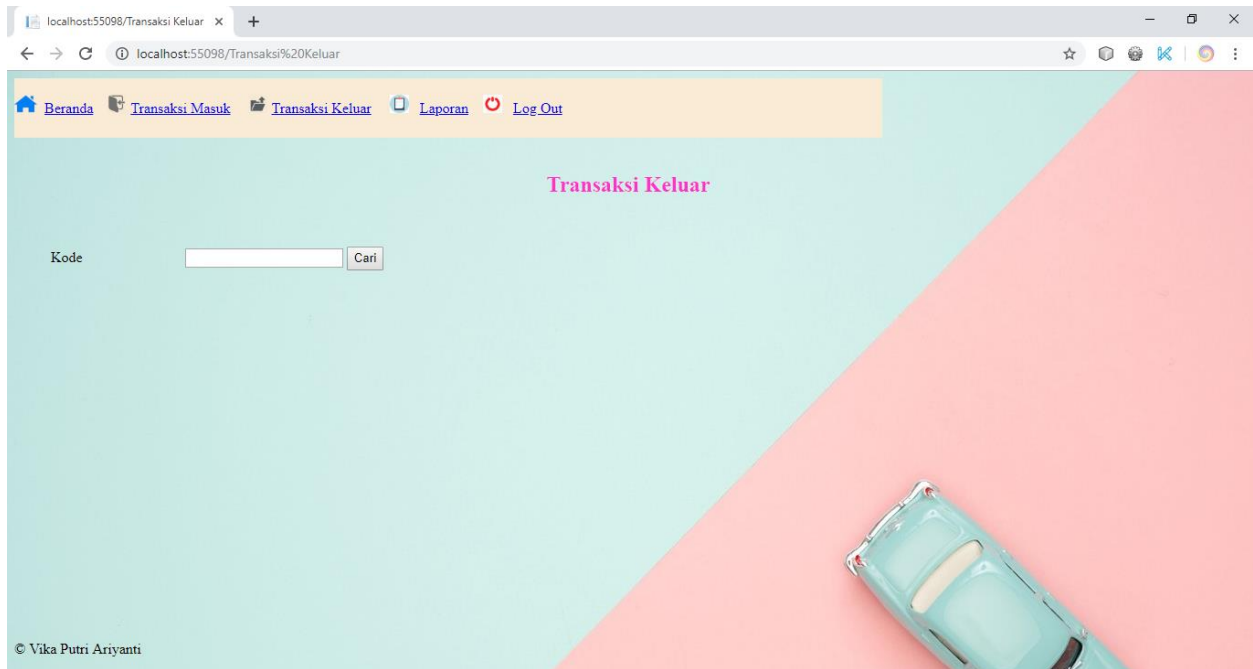 localhost:55098/Transaksi Keluar
localhost:55098/Transaksi%20Keluar
Beranda Transaksi Masuk Transaksi Keluar Laporan Log Out
Transaksi Keluar
Kode Cari
© Vika Putri Ariyanti